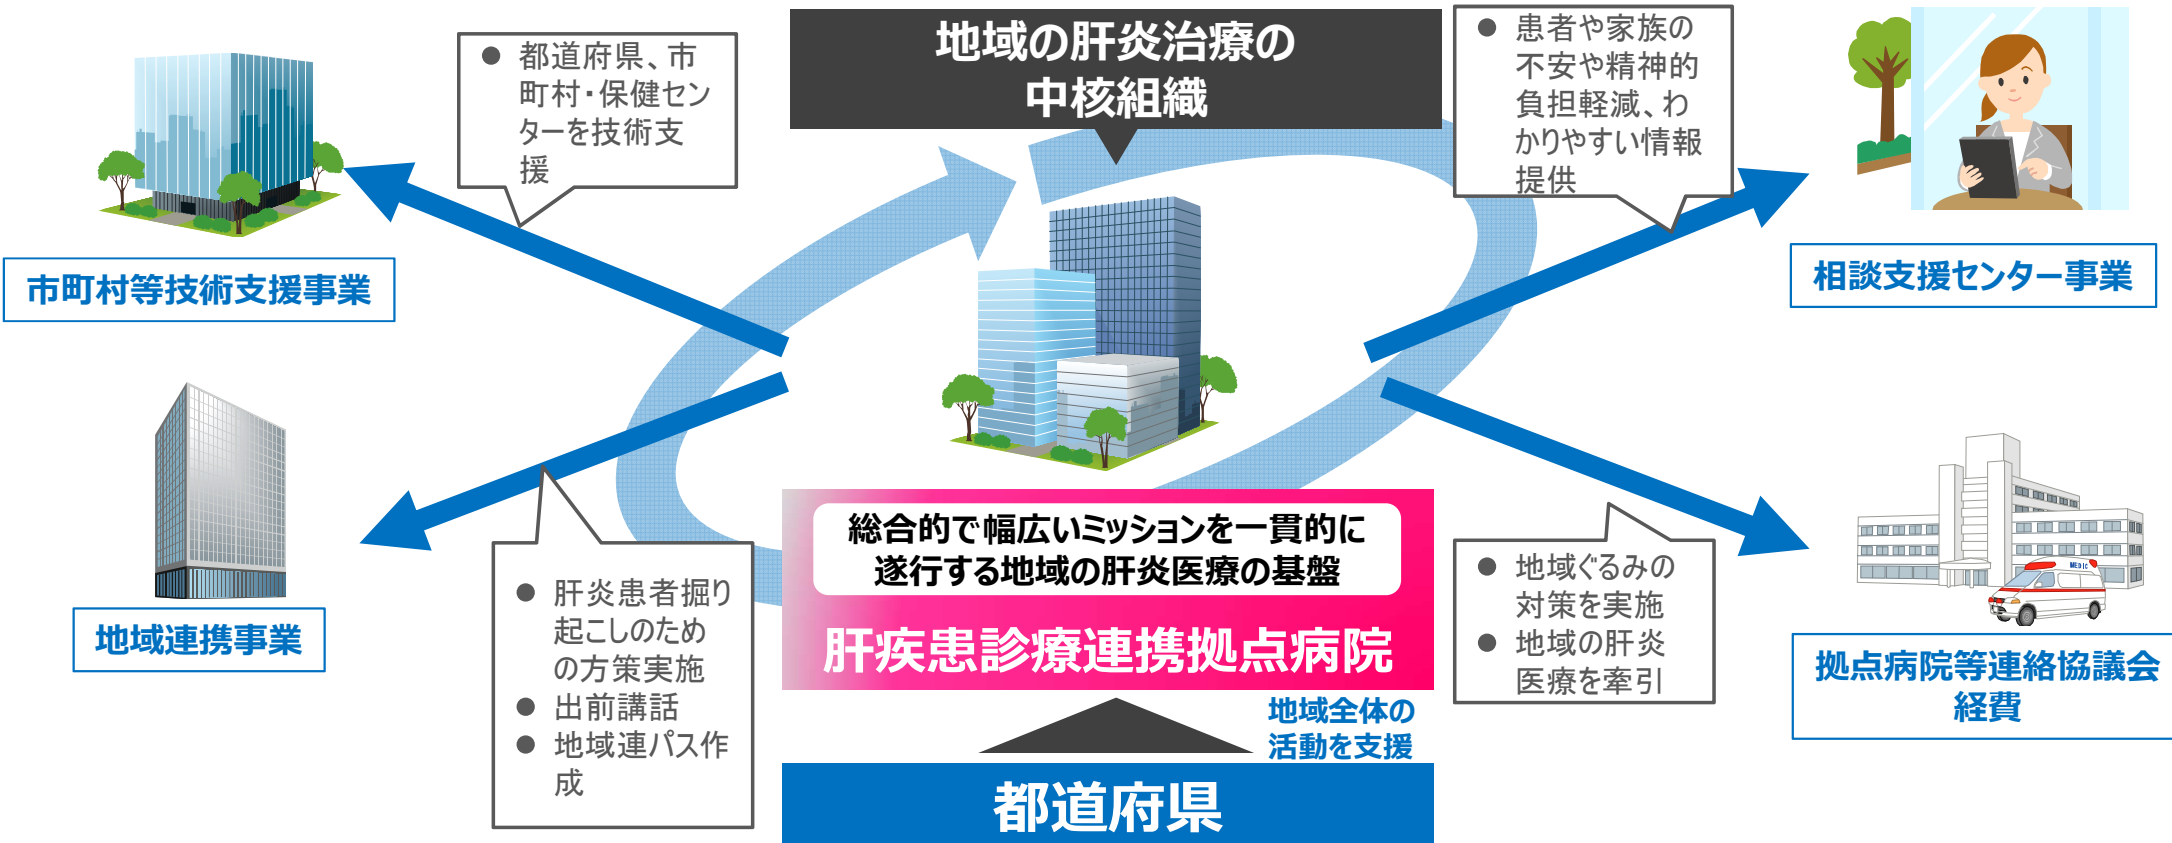 地域の肝炎治療の
中核組織
● 都道府県、市
町村・保健セン
ターを技術支
援
● 患者や家族の
不安や精神的
負担軽減、わ
かりやすい情報
提供
市町村等技術支援事業
相談支援センター事業
総合的で幅広いミッションを一貫的に
遂行する地域の肝炎医療の基盤
肝疾患診療連携拠点病院
地域連携事業
● 肝炎患者掘り
起こしのため
の方策実施
● 出前講話
● 地域連パス作
成
● 地域ぐるみの
対策を実施
● 地域の肝炎
医療を牽引
MEDIC
拠点病院等連絡協議会
経費
地域全体の
活動を支援
都道府県